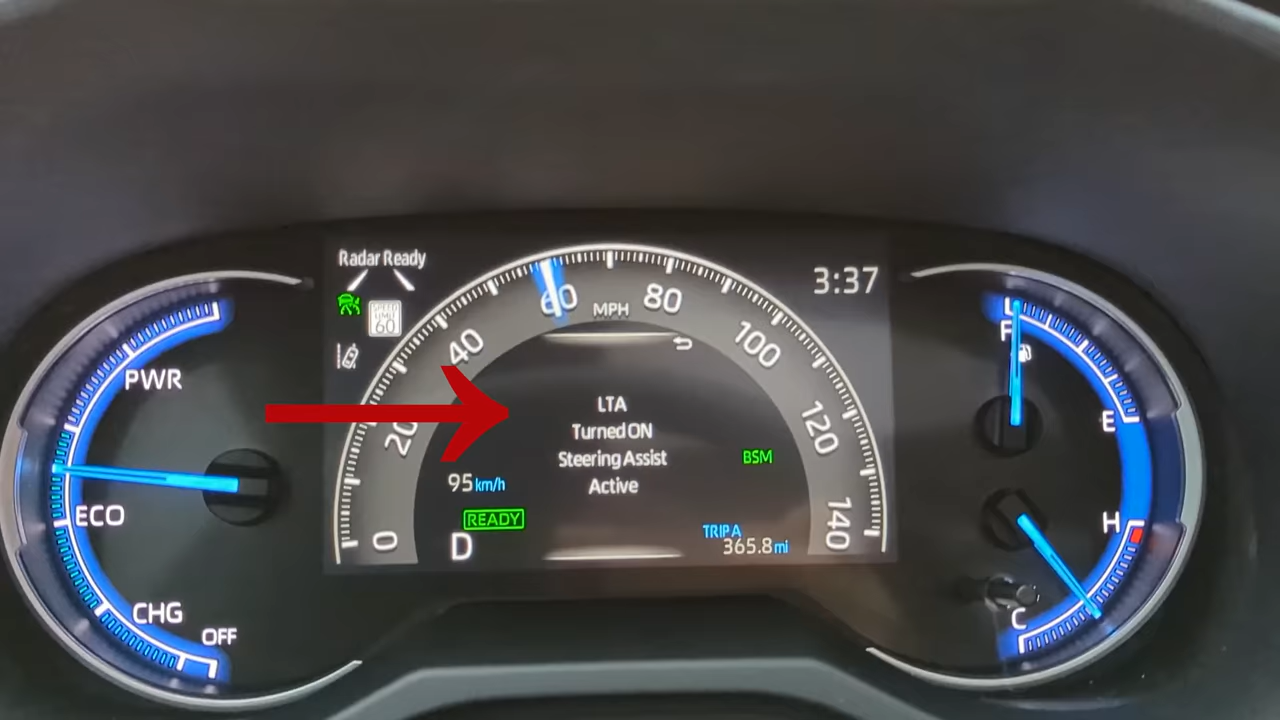 Radar Ready
SPEED
LIMIT
60
3:37
0
20
40
60
80
100
120
140
MPH
LTA
Turned ON
Steering Assist
Active
BSM
95 km/h
READY
D
TRIP A
365.8 mi
PWR
ECO
CHG
OFF
F
E
H
C